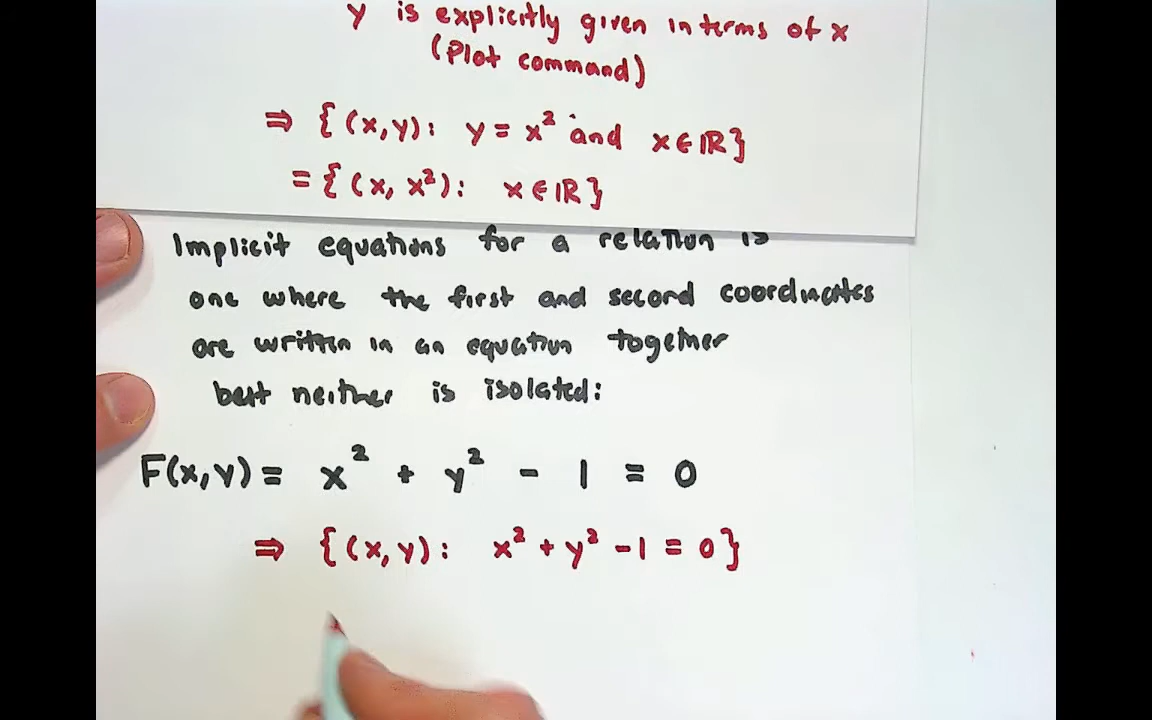 y is explicitly given in terms of x
(Plot command)
⇒ {(x,y): y = x² and x∈ℝ}
= {(x, x²): x∈ℝ}
Implicit equations for a relation is
one where the first and second coordinates
are written in an equation together
best neither is isolated:
F(x,y) = x² + y² - 1 = 0
⇒ {(x,y): x² + y² - 1 = 0}